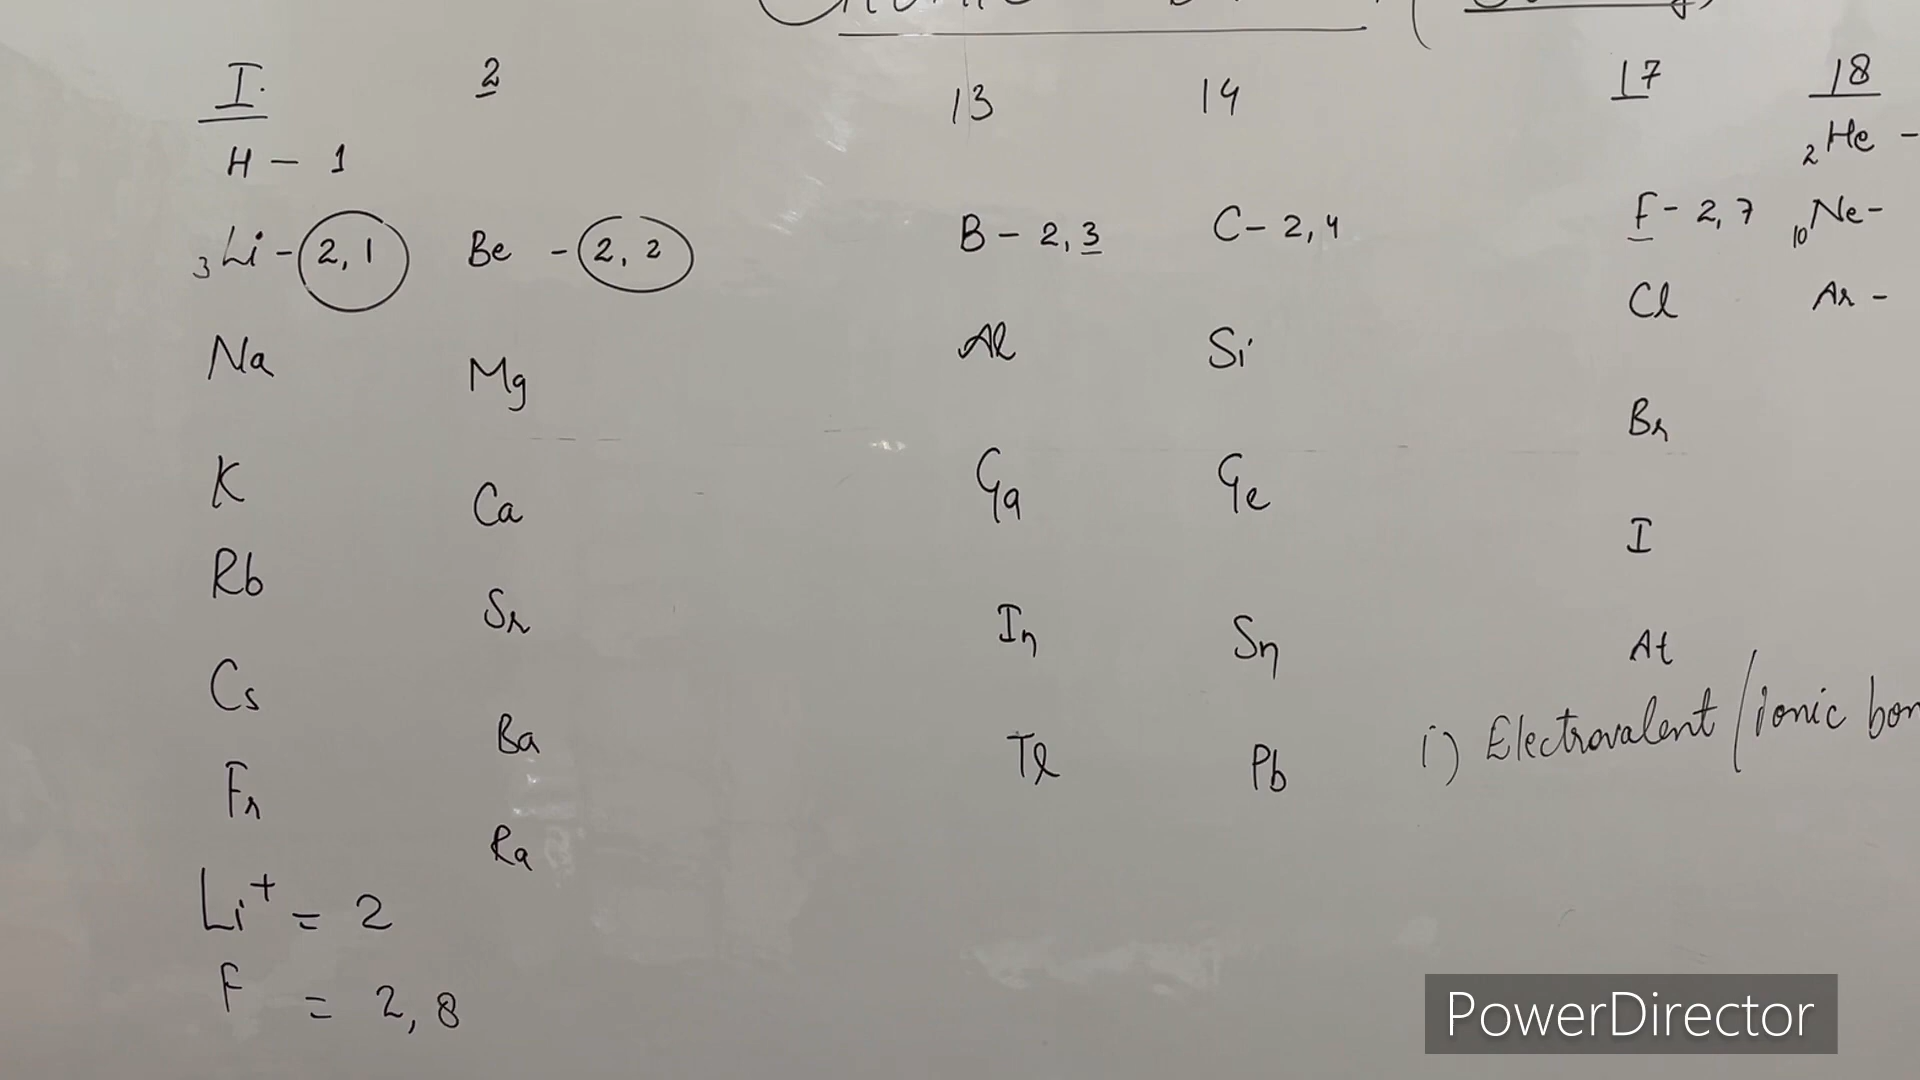 I. 2 13 14 17 18
H - 1 2He -
3Li - 2, 1 Be - 2, 2 B - 2, 3 C - 2, 4 F - 2, 7 10Ne -
Na Mg Al Si Cl Ar -
K Ca Ga Ge Br
Rb Sr In Sn I
Cs Ba Tl Pb At
Fr Ra
i) Electrovalent / ionic bon
Li+ = 2
F = 2, 8
PowerDirector